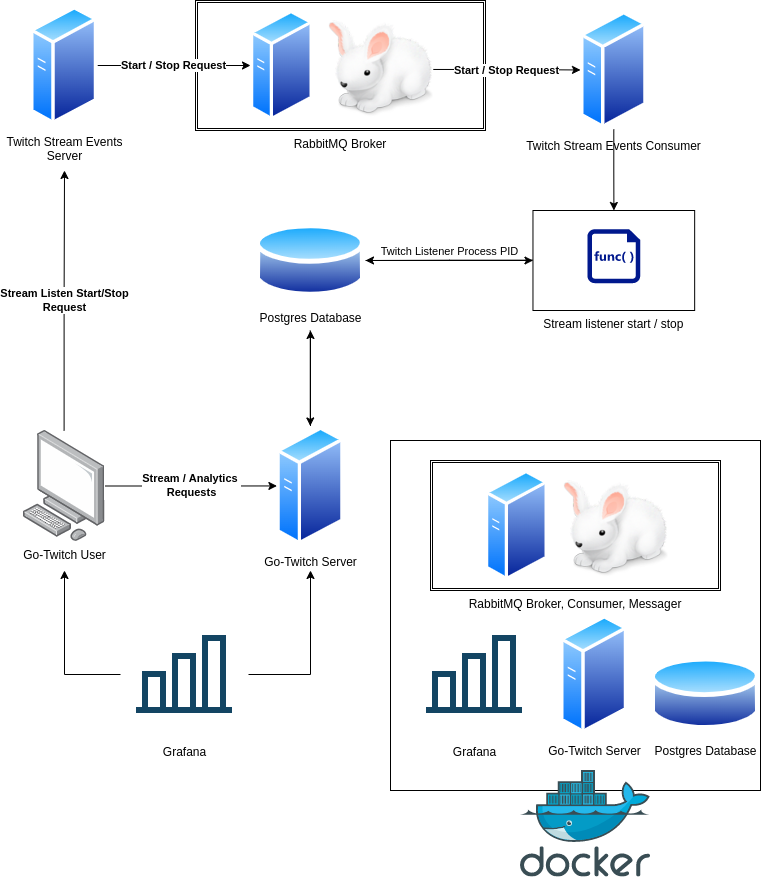 Start / Stop Request
Start / Stop Request
Twitch Stream Events
Server
RabbitMQ Broker
Twitch Stream Events Consumer
func( )
Twitch Listener Process PID
Stream Listen Start/Stop
Request
Postgres Database
Stream listener start / stop
Stream / Analytics
Requests
Go-Twitch User
Go-Twitch Server
RabbitMQ Broker, Consumer, Messager
Grafana
Grafana
Go-Twitch Server
Postgres Database
docker